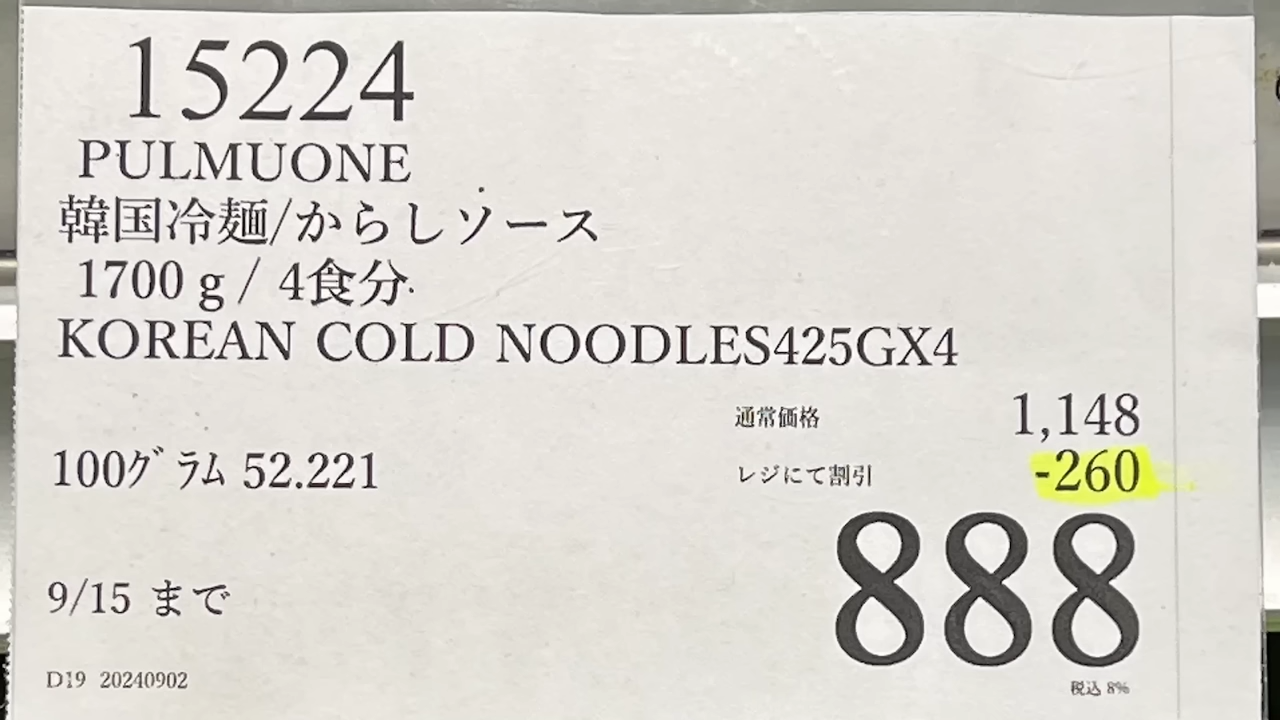 15224
PULMUONE
韓国冷麺/からしソース
1700 g / 4食分
KOREAN COLD NOODLES425GX4
通常価格 1,148
100グラム 52.221 レジにて割引 -260
888
9/15 まで
D19 20240902 税込 8%